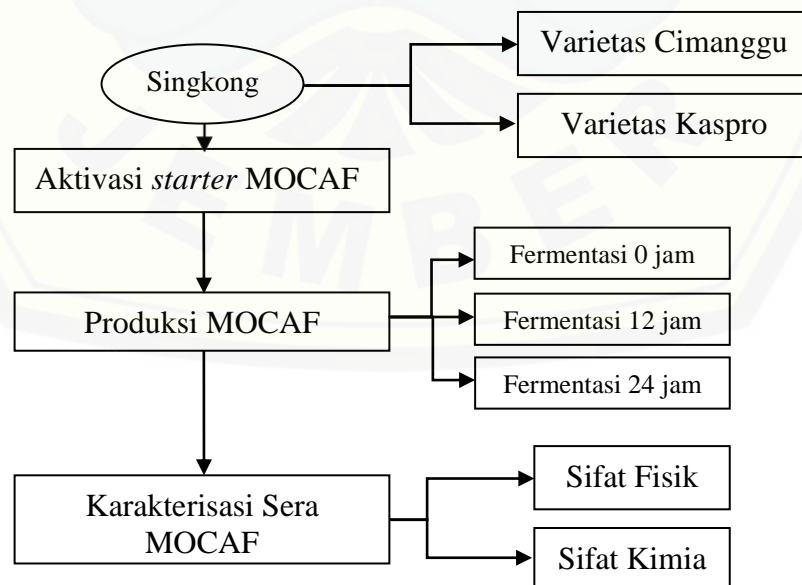 Singkong
Varietas Cimanggu
Varietas Kaspro
Aktivasi starter MOCAF
Produksi MOCAF
Fermentasi 0 jam
Fermentasi 12 jam
Fermentasi 24 jam
Karakterisasi Sera
MOCAF
Sifat Fisik
Sifat Kimia
JEMBER